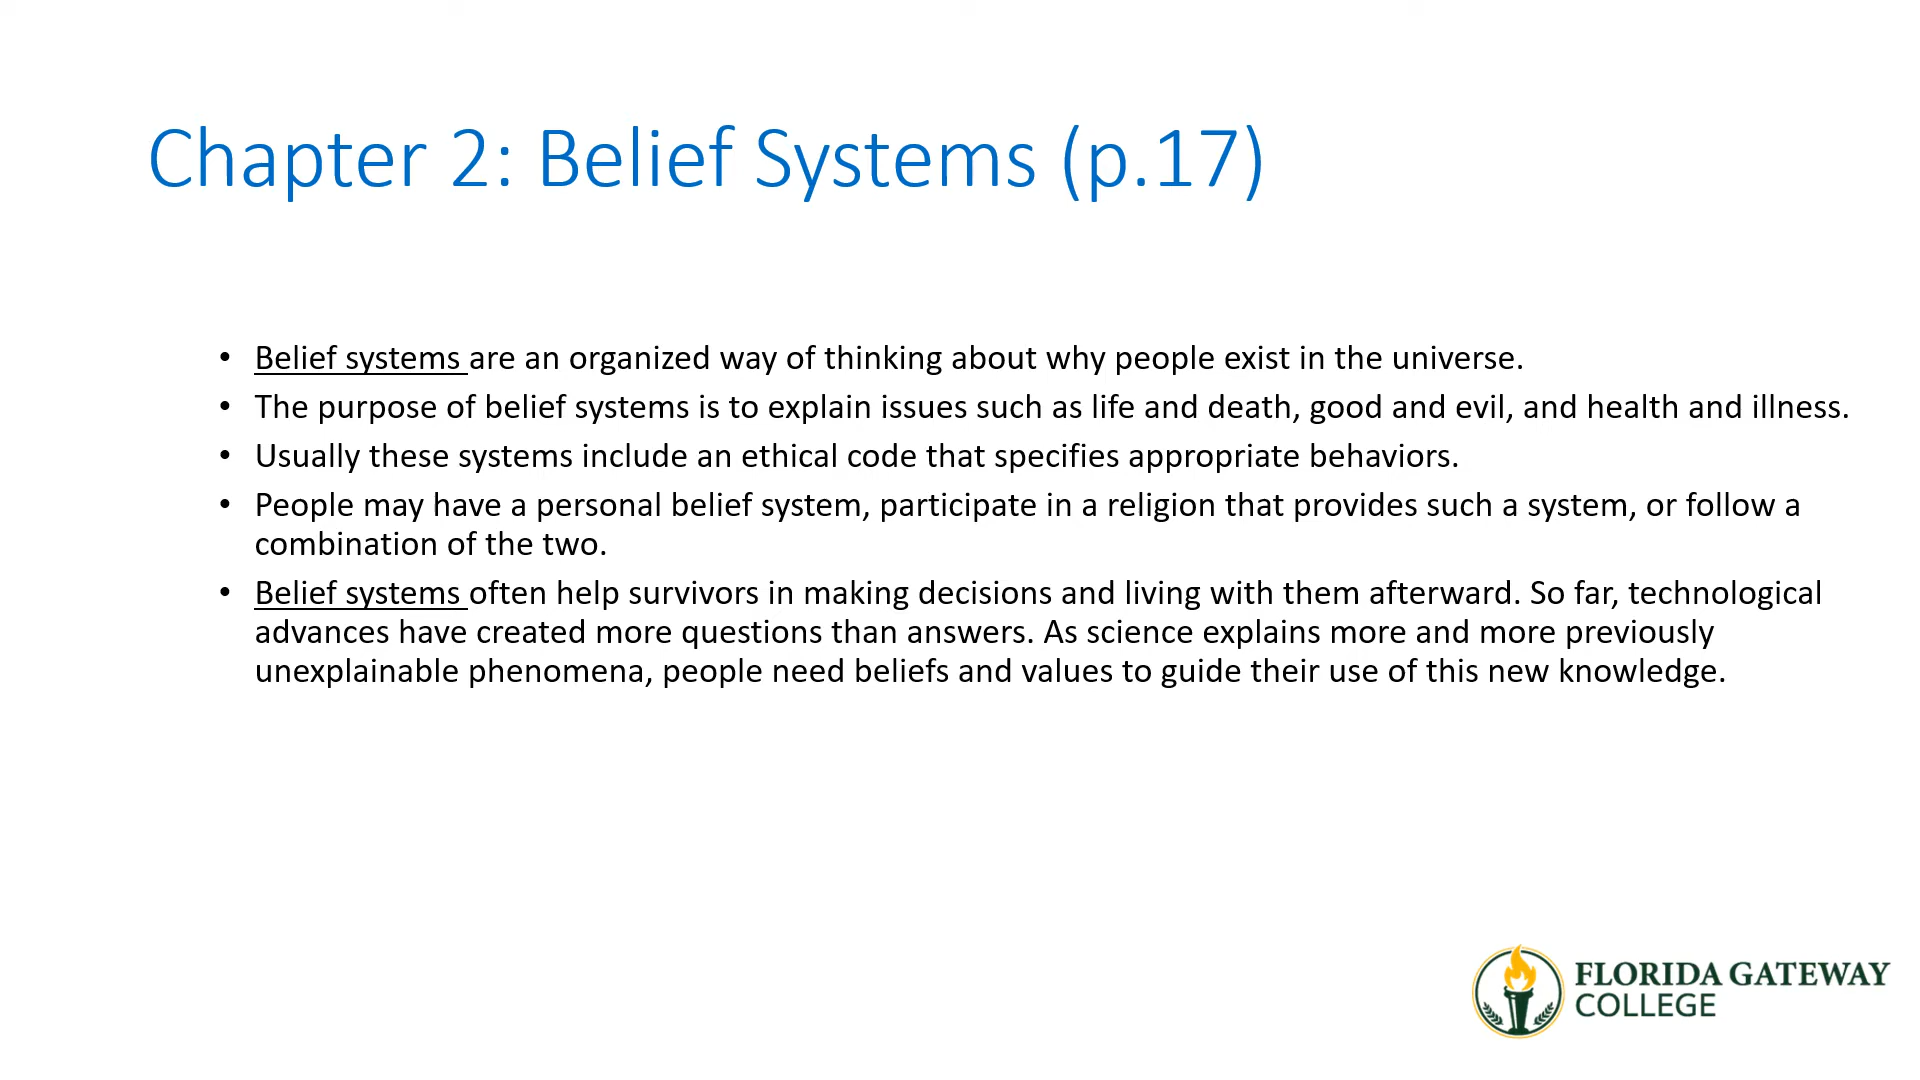 Chapter 2: Belief Systems (p.17)
• Belief systems are an organized way of thinking about why people exist in the universe.
• The purpose of belief systems is to explain issues such as life and death, good and evil, and health and illness.
• Usually these systems include an ethical code that specifies appropriate behaviors.
• People may have a personal belief system, participate in a religion that provides such a system, or follow a
combination of the two.
• Belief systems often help survivors in making decisions and living with them afterward. So far, technological
advances have created more questions than answers. As science explains more and more previously
unexplainable phenomena, people need beliefs and values to guide their use of this new knowledge.
FLORIDA GATEWAY
COLLEGE